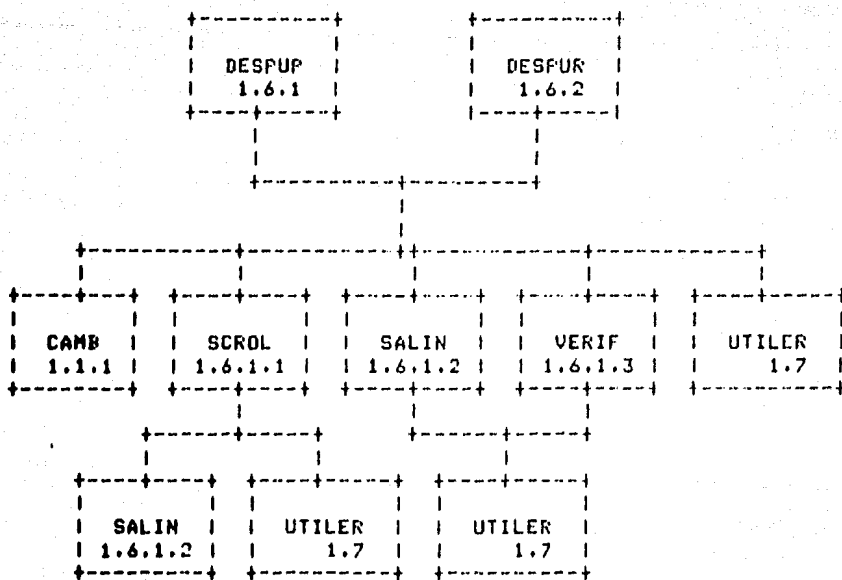 DESPUP DESPUR
1.6.1 1.6.2
CAMB SCROL SALIN VERIF UTILER
1.1.1 1.6.1.1 1.6.1.2 1.6.1.3 1.7
SALIN UTILER UTILER
1.6.1.2 1.7 1.7